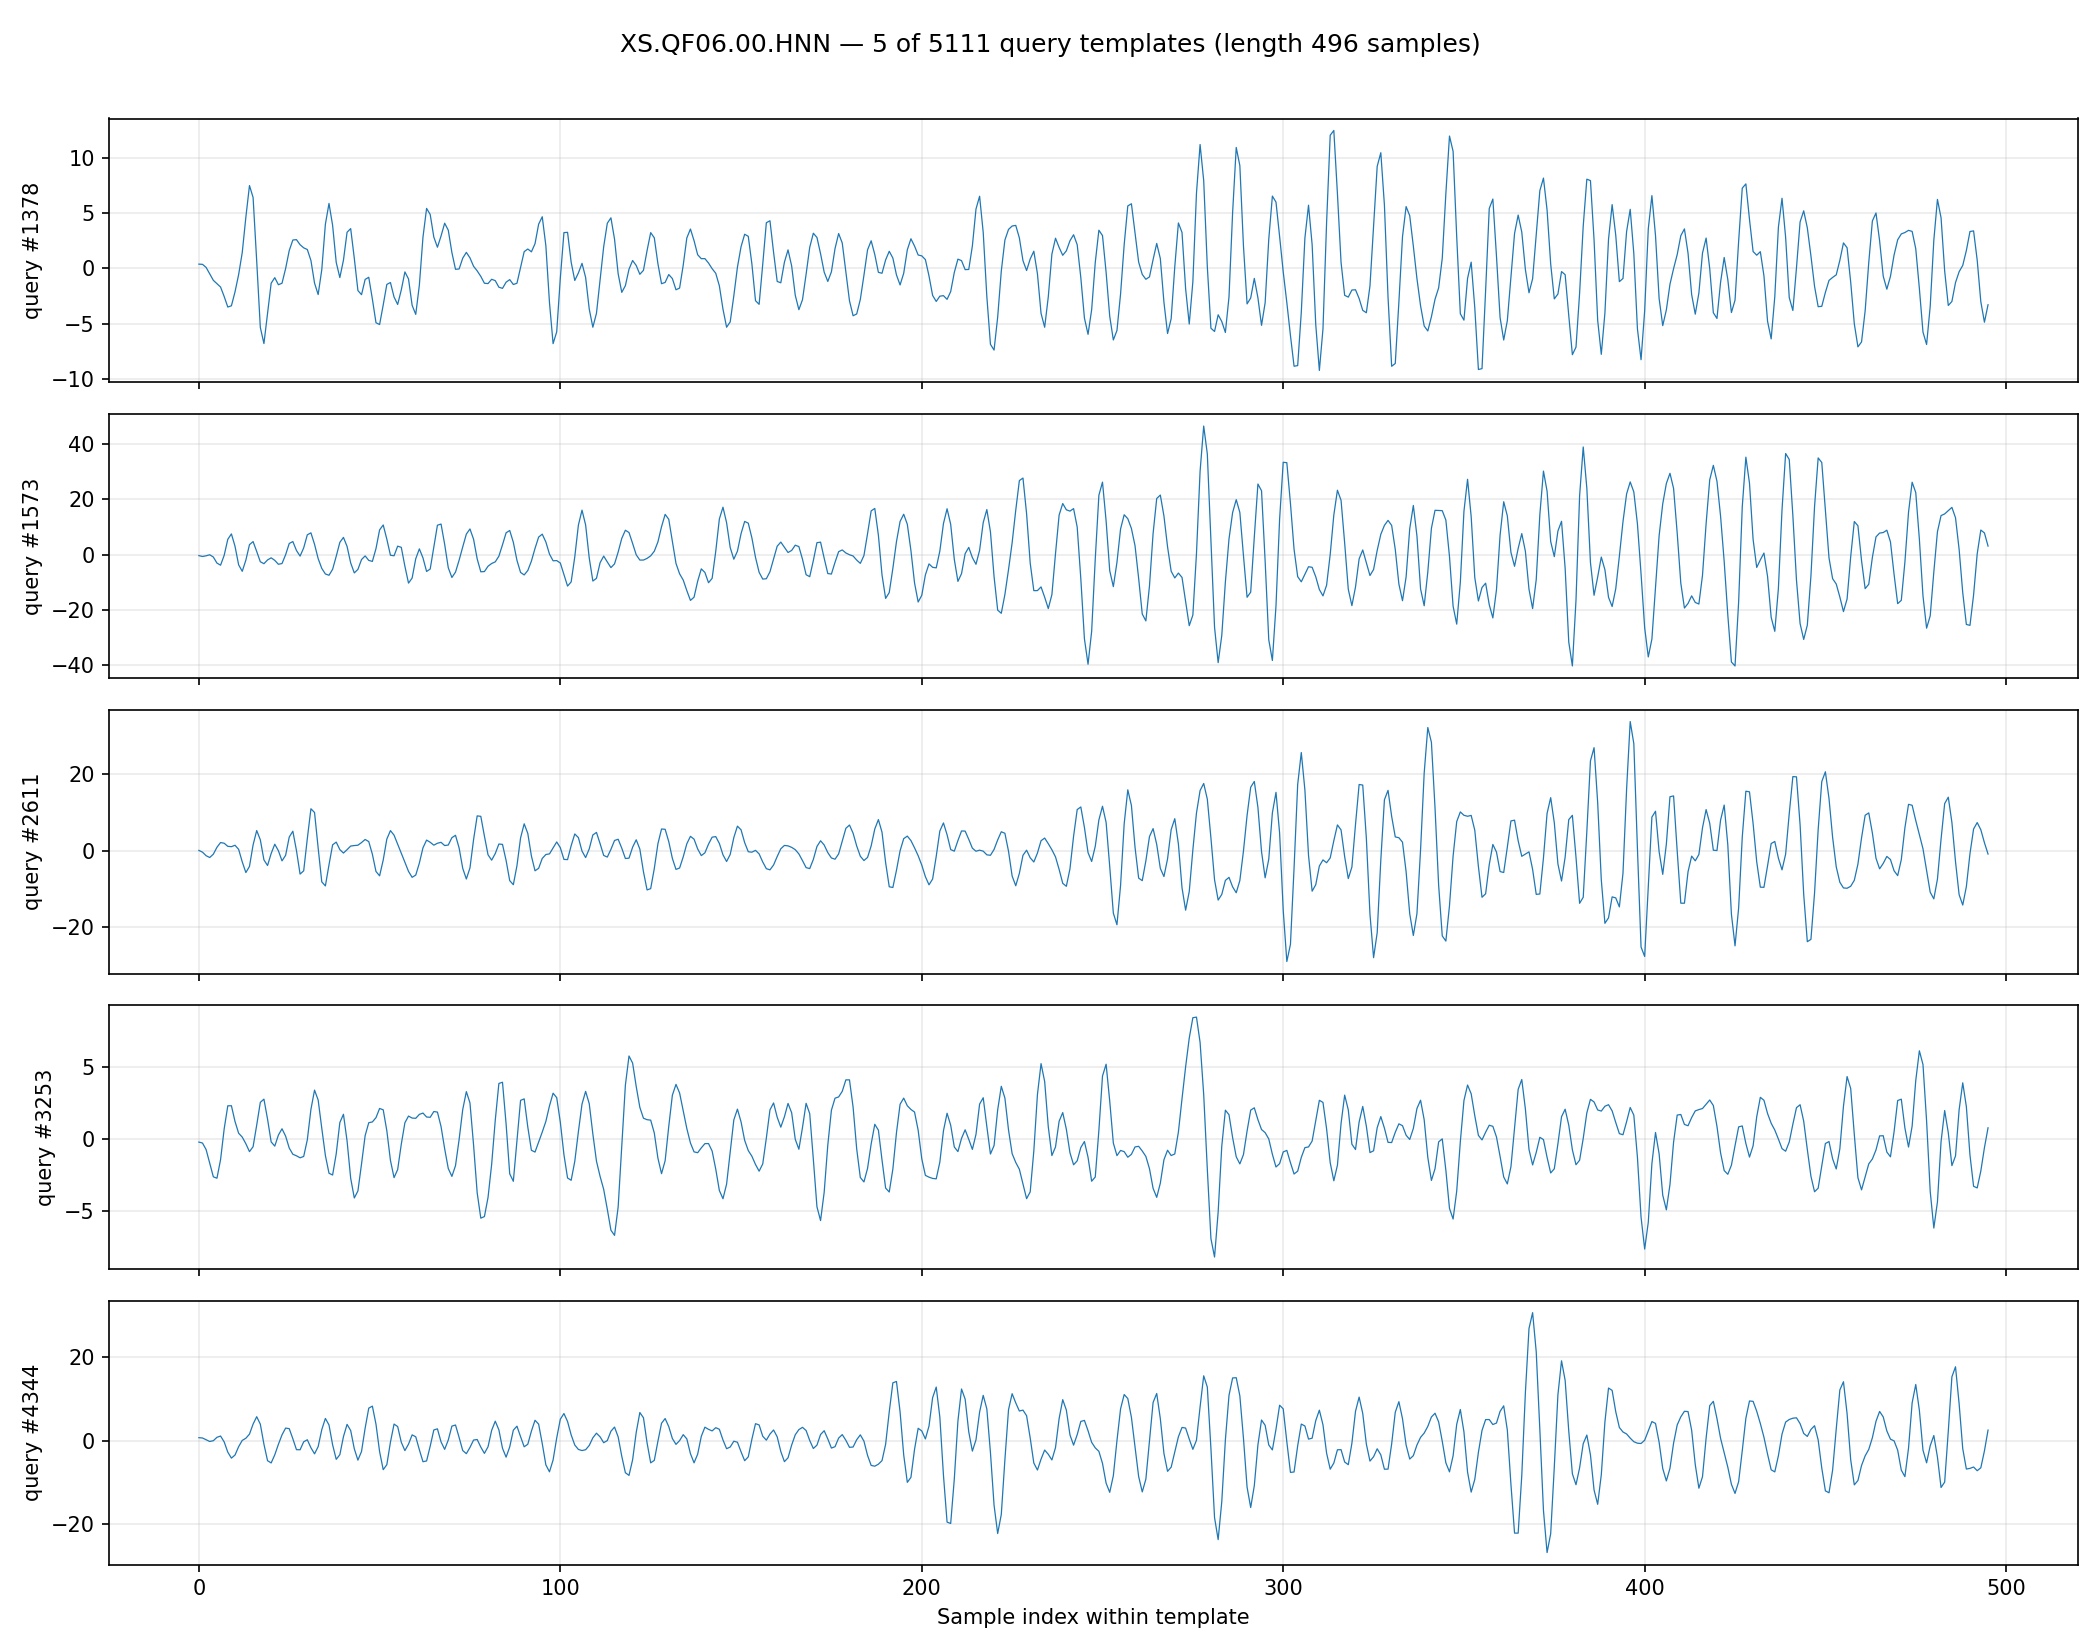 XS.QF06.00.HNN — 5 of 5111 query templates (length 496 samples)
query #1378
10
5
0
−5
−10
query #1573
40
20
0
−20
−40
query #2611
20
0
−20
query #3253
5
0
−5
query #4344
20
0
−20
0 100 200 300 400 500
Sample index within template